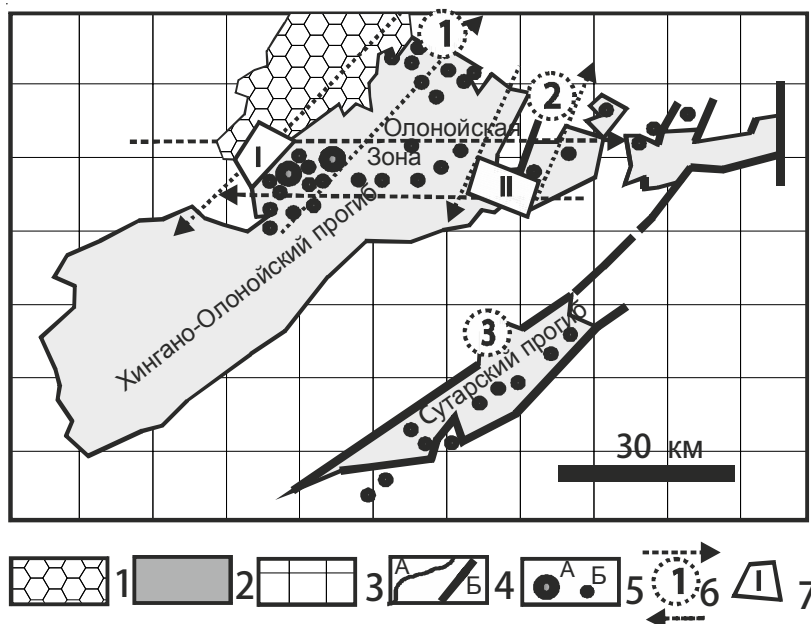 1
2
Олонойская
Зона
I
II
Хингано-Олонойский прогиб
3
Сутарский прогиб
30 км
1
2
3
А
Б
4
А
Б
5
1
6
I
7